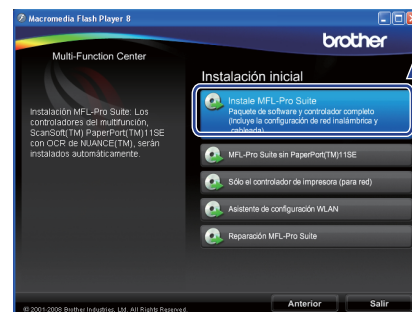 Macromedia Flash Player 8
brother
Multi-Function Center
Instalación inicial
Instalación MFL-Pro Suite: Los
controladores del multifunción,
ScanSoft(TM) PaperPort(TM)11SE
con OCR de NUANCE(TM), serán
instalados automáticamente.
Instale MFL-Pro Suite
Paquete de software y controlador completo
(Incluye la configuración de red inalámbrica y
cableada)
MFL-Pro Suite sin PaperPort(TM)11SE
Sólo el controlador de impresora (para red)
Asistente de configuración WLAN
Reparación MFL-Pro Suite
© 2001-2008 Brother Industries, Ltd. All Rights Reserved.
Anterior
Salir